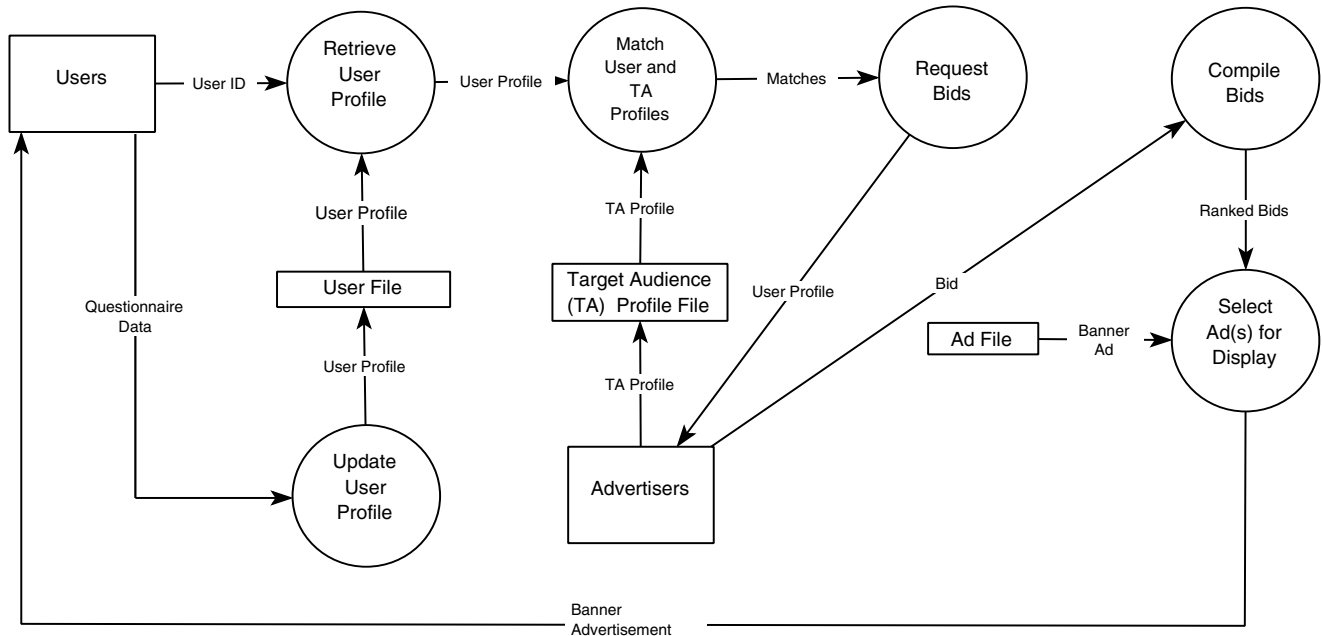 Users
User ID
Retrieve
User
Profile
User Profile
Match
User and
TA
Profiles
Matches
Request
Bids
Compile
Bids
User Profile
TA Profile
Ranked Bids
User File
Target Audience
(TA) Profile File
User Profile
Bid
Questionnaire
Data
Ad File
Banner
Ad
Select
Ad(s) for
Display
User Profile
TA Profile
Update
User
Profile
Advertisers
Banner
Advertisement